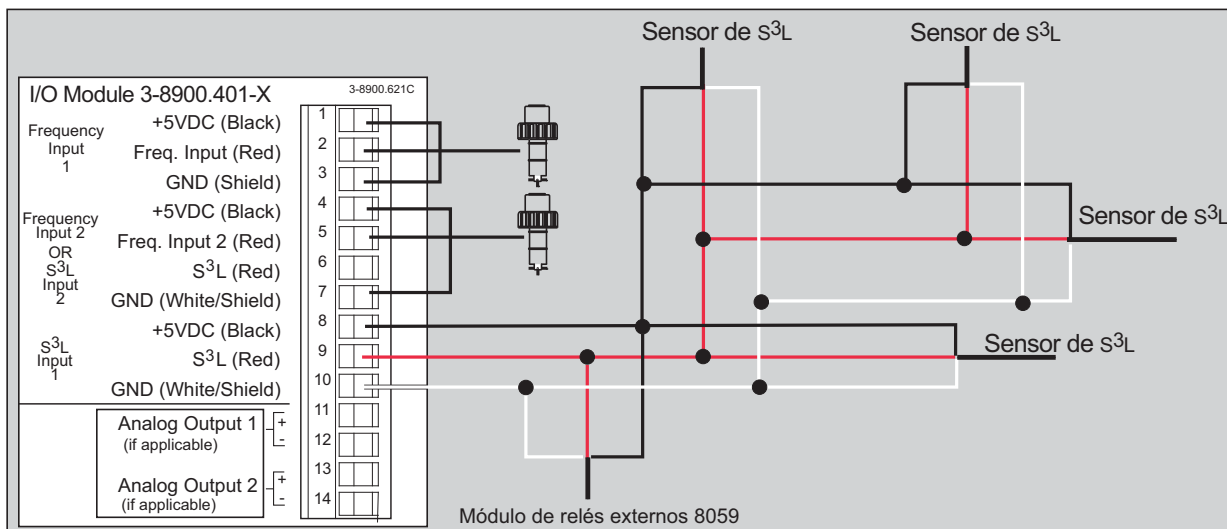 Sensor de S³L
Sensor de S³L
I/O Module 3-8900.401-X
3-8900.621C
Frequency
Input
1
+5VDC (Black)
1
Freq. Input (Red)
2
GND (Shield)
3
Frequency
Input 2
OR
S³L
Input
2
+5VDC (Black)
4
Freq. Input 2 (Red)
5
S³L (Red)
6
GND (White/Shield)
7
Sensor de S³L
S³L
Input
1
+5VDC (Black)
8
S³L (Red)
9
GND (White/Shield)
10
Sensor de S³L
Analog Output 1
(if applicable)
+
-
11
12
Analog Output 2
(if applicable)
+
-
13
14
Módulo de relés externos 8059